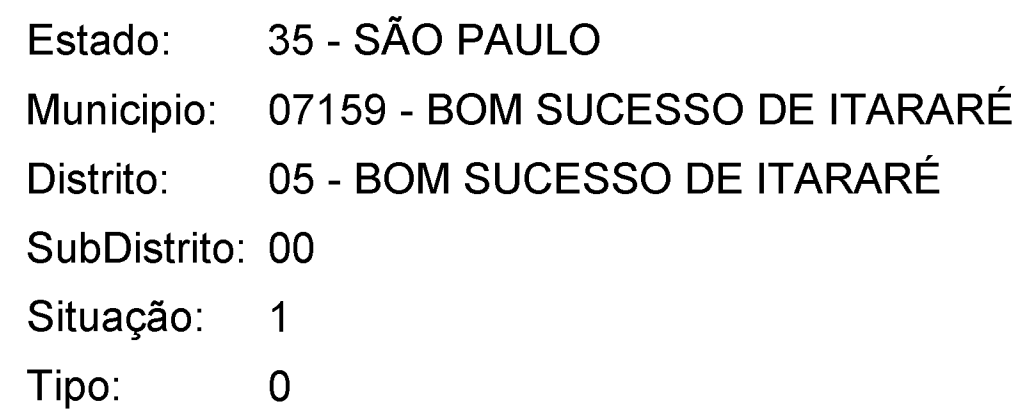 Estado: 35 - SÃO PAULO
Municipio: 07159 - BOM SUCESSO DE ITARARÉ
Distrito: 05 - BOM SUCESSO DE ITARARÉ
SubDistrito: 00
Situação: 1
Tipo: 0